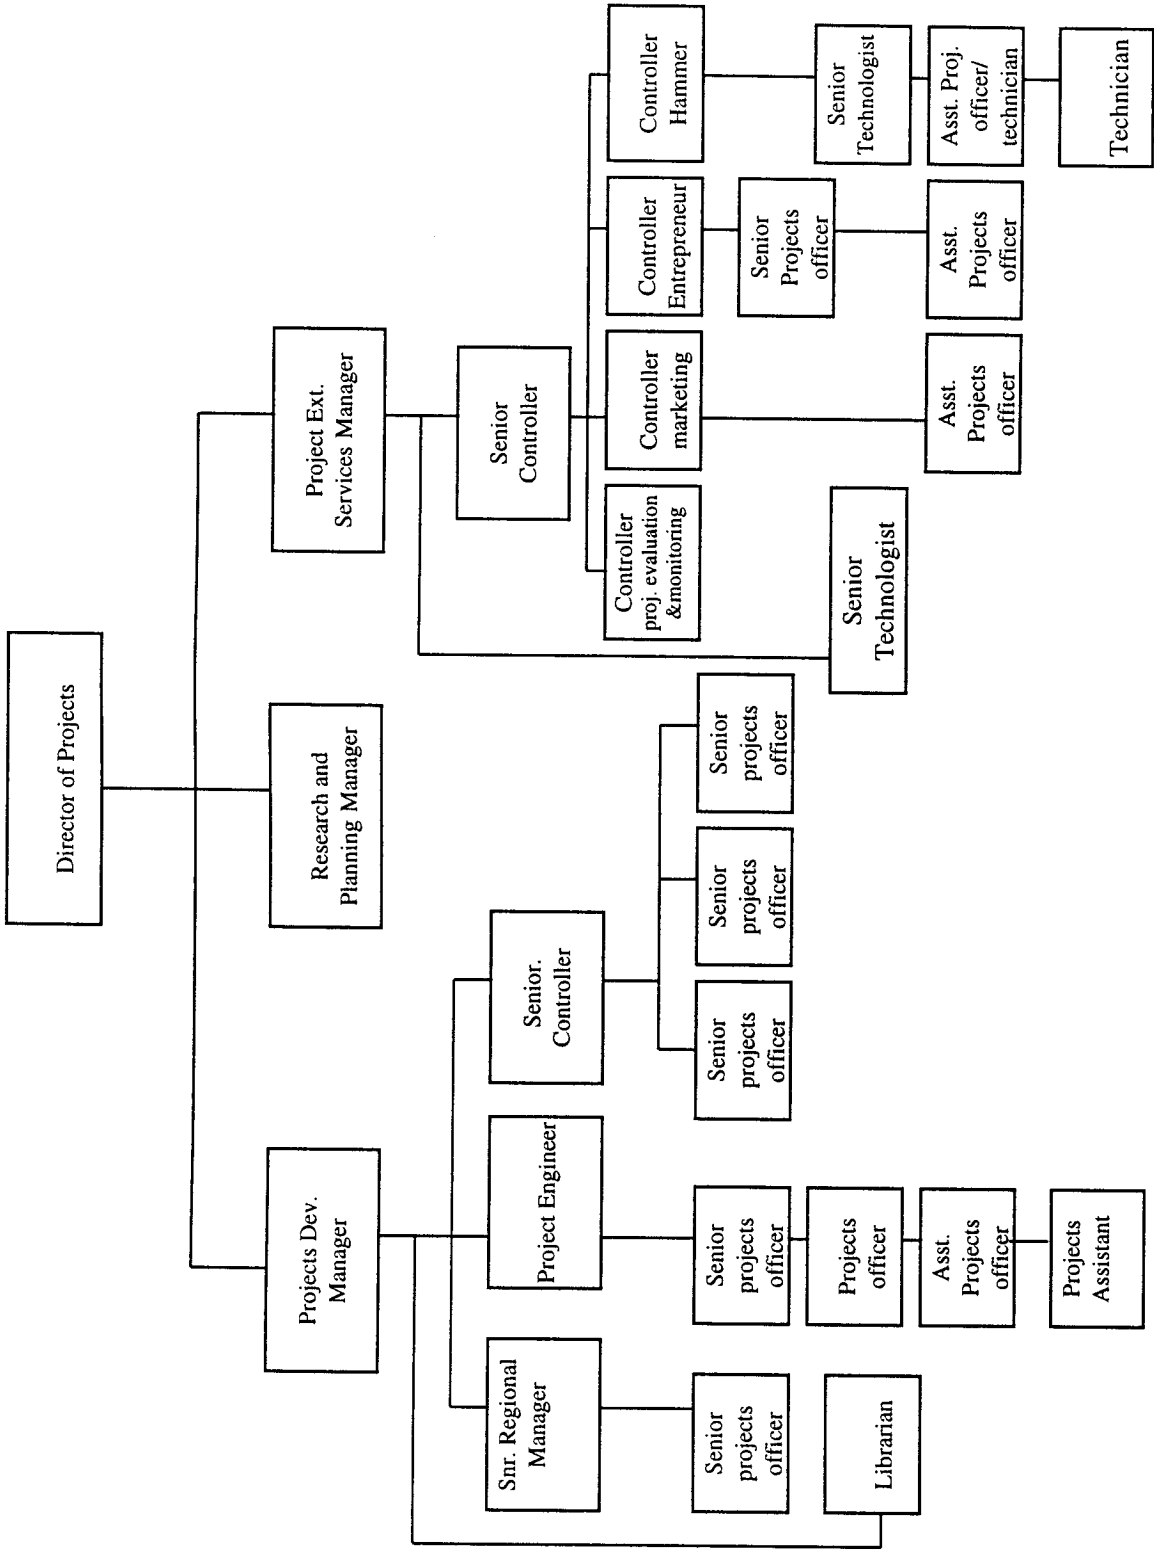 Director of Projects
Projects Dev.
Manager
Research and
Planning Manager
Project Ext.
Services Manager
Snr. Regional
Manager
Project Engineer
Senior.
Controller
Senior
Controller
Senior
projects
officer
Librarian
Senior
projects
officer
Projects
officer
Asst.
Projects
officer
Projects
Assistant
Senior
projects
officer
Senior
projects
officer
Senior
projects
officer
Senior
Technologist
Controller
proj. evaluation
&monitoring
Controller
marketing
Controller
Entrepreneur
Controller
Hammer
Asst.
Projects
officer
Senior
Projects
officer
Asst.
Projects
officer
Senior
Technologist
Asst. Proj.
officer/
technician
Technician